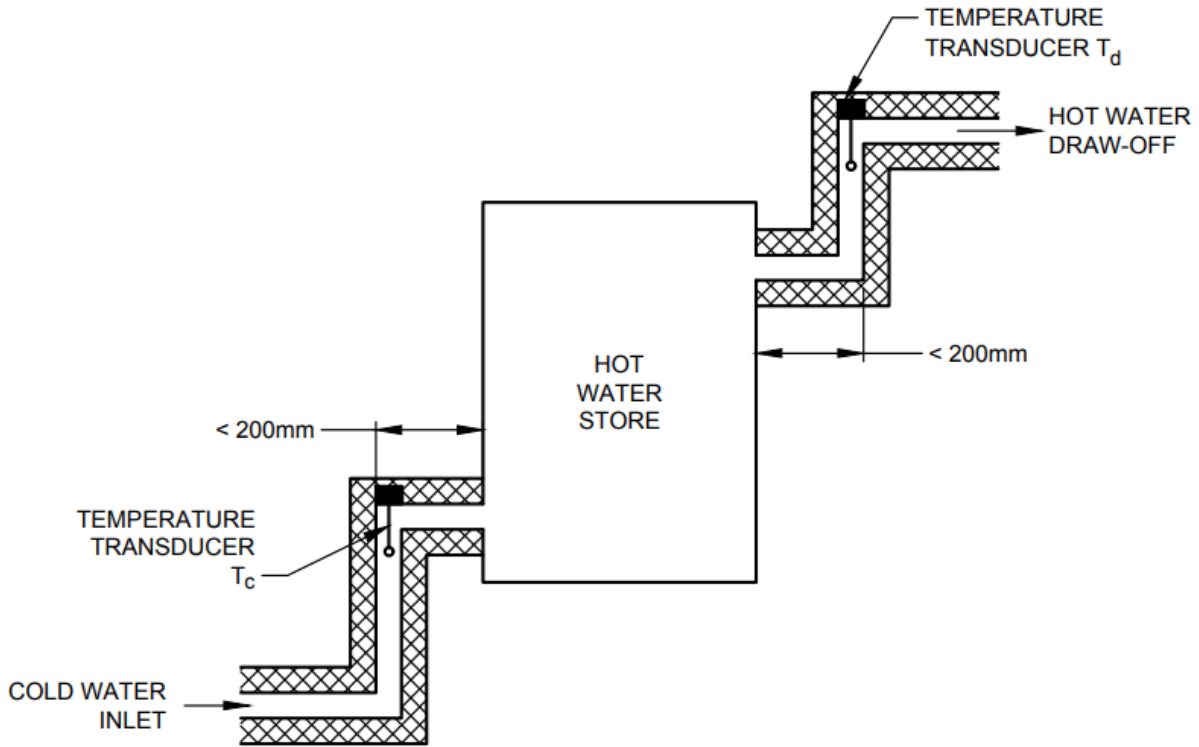 TEMPERATURE
TRANSDUCER Td
HOT WATER
DRAW-OFF
< 200mm
HOT
WATER
STORE
< 200mm
TEMPERATURE
TRANSDUCER
Tc
COLD WATER
INLET